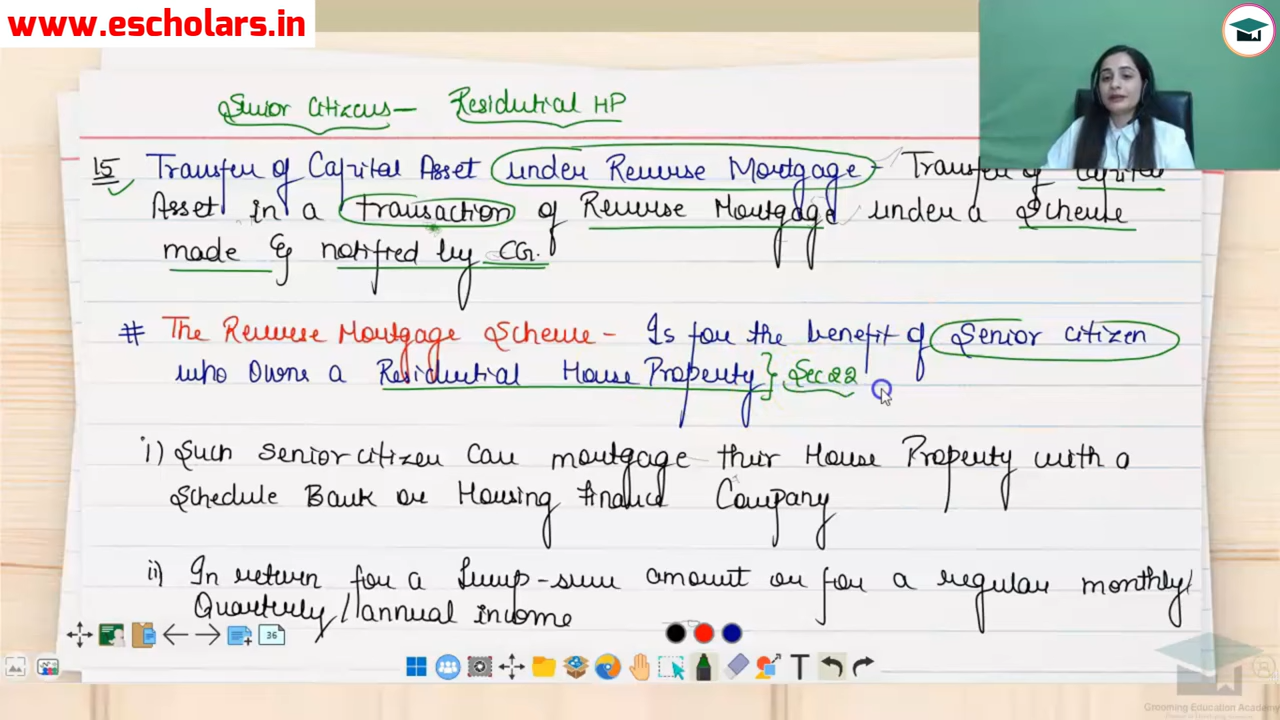 www.escholars.in
Senior Citizens - Residential HP
15 Transfer of Capital Asset under Reverse Mortgage - Transfer of Capital
Asset in a transaction of Reverse Mortgage under a Scheme
made & notified by CG.
# The Reverse Mortgage Scheme - Is for the benefit of Senior Citizen
who owns a Residential House Property } Sec 22
i) Such senior citizen can mortgage their House Property with a
Schedule Bank or Housing finance Company
ii) In return for a Lump-sum amount or for a regular monthly/
Quarterly / annual income
36
T
Grooming Education Academy